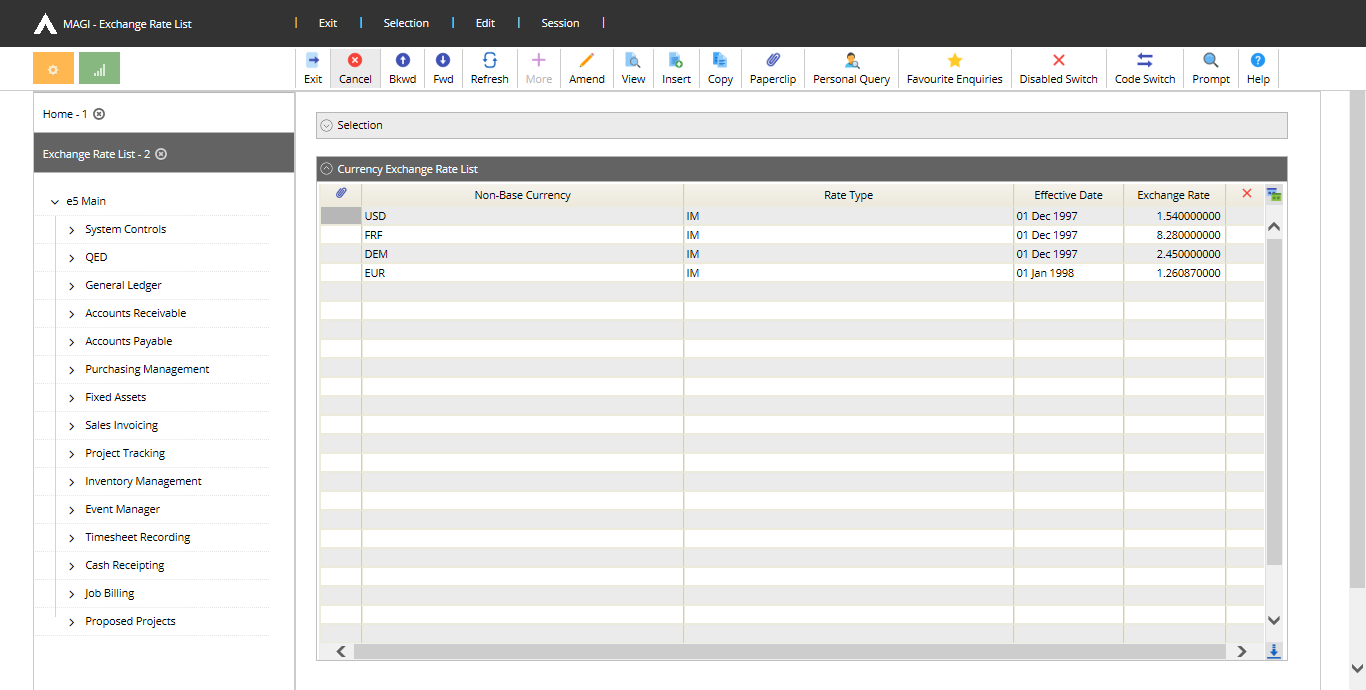 MAGI - Exchange Rate List | Exit | Selection | Edit | Session |
Exit Cancel Bkwd Fwd Refresh More Amend View Insert Copy Paperclip Personal Query Favourite Enquiries Disabled Switch Code Switch Prompt Help
Home - 1
Exchange Rate List - 2
e5 Main
System Controls
QED
General Ledger
Accounts Receivable
Accounts Payable
Purchasing Management
Fixed Assets
Sales Invoicing
Project Tracking
Inventory Management
Event Manager
Timesheet Recording
Cash Receipting
Job Billing
Proposed Projects
Selection
Currency Exchange Rate List
Non-Base Currency Rate Type Effective Date Exchange Rate
USD IM 01 Dec 1997 1.540000000
FRF IM 01 Dec 1997 8.280000000
DEM IM 01 Dec 1997 2.450000000
EUR IM 01 Jan 1998 1.260870000